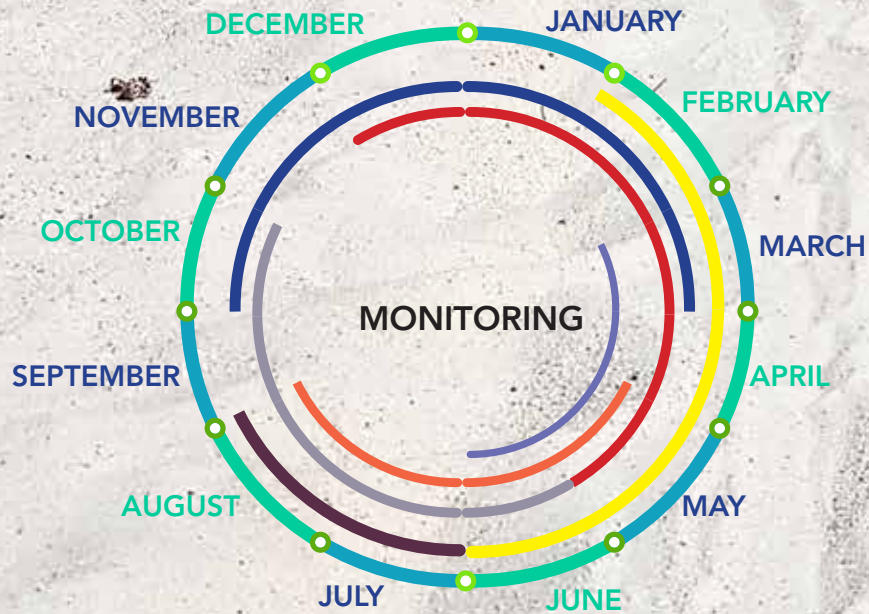 DECEMBER
JANUARY
NOVEMBER
FEBRUARY
OCTOBER
MARCH
MONITORING
SEPTEMBER
APRIL
AUGUST
MAY
JULY
JUNE